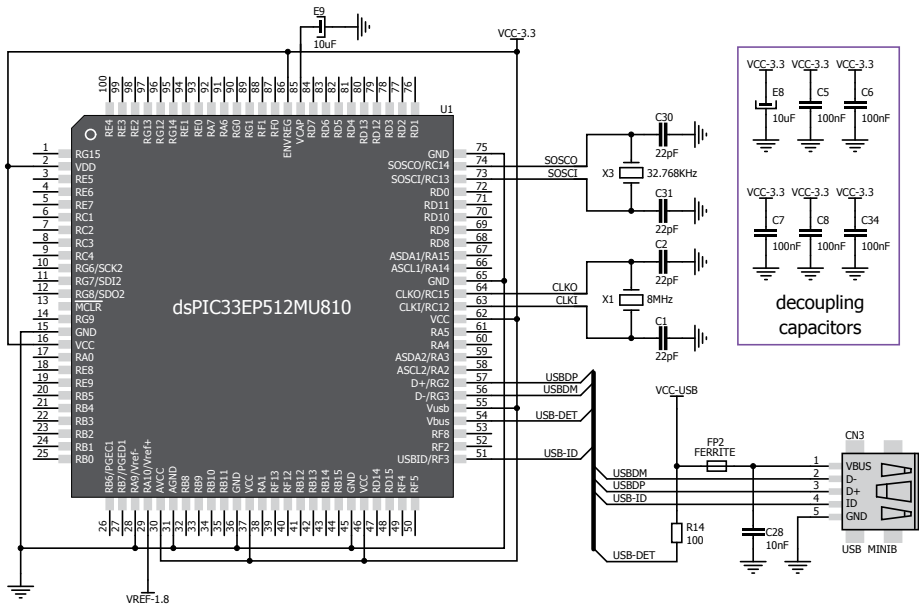 E9
10uF
VCC-3.3
100
99
98
97
96
95
94
93
92
91
90
89
88
87
86
85
84
83
82
81
80
79
78
77
76
RE4
RE3
RE2
RG13
RG12
RG14
RE1
RE0
RA7
RA6
RG0
RG1
RF1
RF0
ENVREG
VCAP
RD7
RD6
RD5
RD4
RD13
RD12
RD3
RD2
RD1
U1
1 RG15
2 VDD
3 RE5
4 RE6
5 RE7
6 RC1
7 RC2
8 RC3
9 RC4
10 RG6/SCK2
11 RG7/SDI2
12 RG8/SDO2
13 MCLR
14 RG9
15 GND
16 VCC
17 RA0
18 RE8
19 RE9
20 RB5
21 RB4
22 RB3
23 RB2
24 RB1
25 RB0
dsPIC33EP512MU810
GND 75
SOSCO/RC14 74 SOSCO
SOSCI/RC13 73 SOSCI
RD0 72
RD11 71
RD10 70
RD9 69
RD8 68
ASDA1/RA15 67
ASCL1/RA14 66
GND 65
CLKO/RC15 64 CLKO
CLKI/RC12 63 CLKI
VCC 62
RA5 61
RA4 60
ASDA2/RA3 59
ASCL2/RA2 58
D+/RG2 57 USBDP
D-/RG3 56 USBDM
Vusb 55
Vbus 54 USB-DET
RF8 53
RF2 52
USBID/RF3 51 USB-ID
RB6/PGEC1
RB7/PGED1
RA9/Vref-
RA10/Vref+
AVCC
AGND
RB8
RB9
RB10
RB11
GND
VCC
RA1
RF13
RF12
RB12
RB13
RB14
RB15
GND
VCC
RD14
RD15
RF4
RF5
26
27
28
29
30
31
32
33
34
35
36
37
38
39
40
41
42
43
44
45
46
47
48
49
50
VREF-1.8
C30
22pF
X3 32.768KHz
C31
22pF
C2
22pF
X1 8MHz
C1
22pF
VCC-3.3 VCC-3.3 VCC-3.3
E8 C5 C6
10uF 100nF 100nF
VCC-3.3 VCC-3.3 VCC-3.3
C7 C8 C34
100nF 100nF 100nF
decoupling
capacitors
VCC-USB
FP2
FERRITE
CN3
1 VBUS
USBDM 2 D-
USBDP 3 D+
USB-ID 4 ID
5 GND
R14
100
C28
10nF
USB MINIB
USB-DET